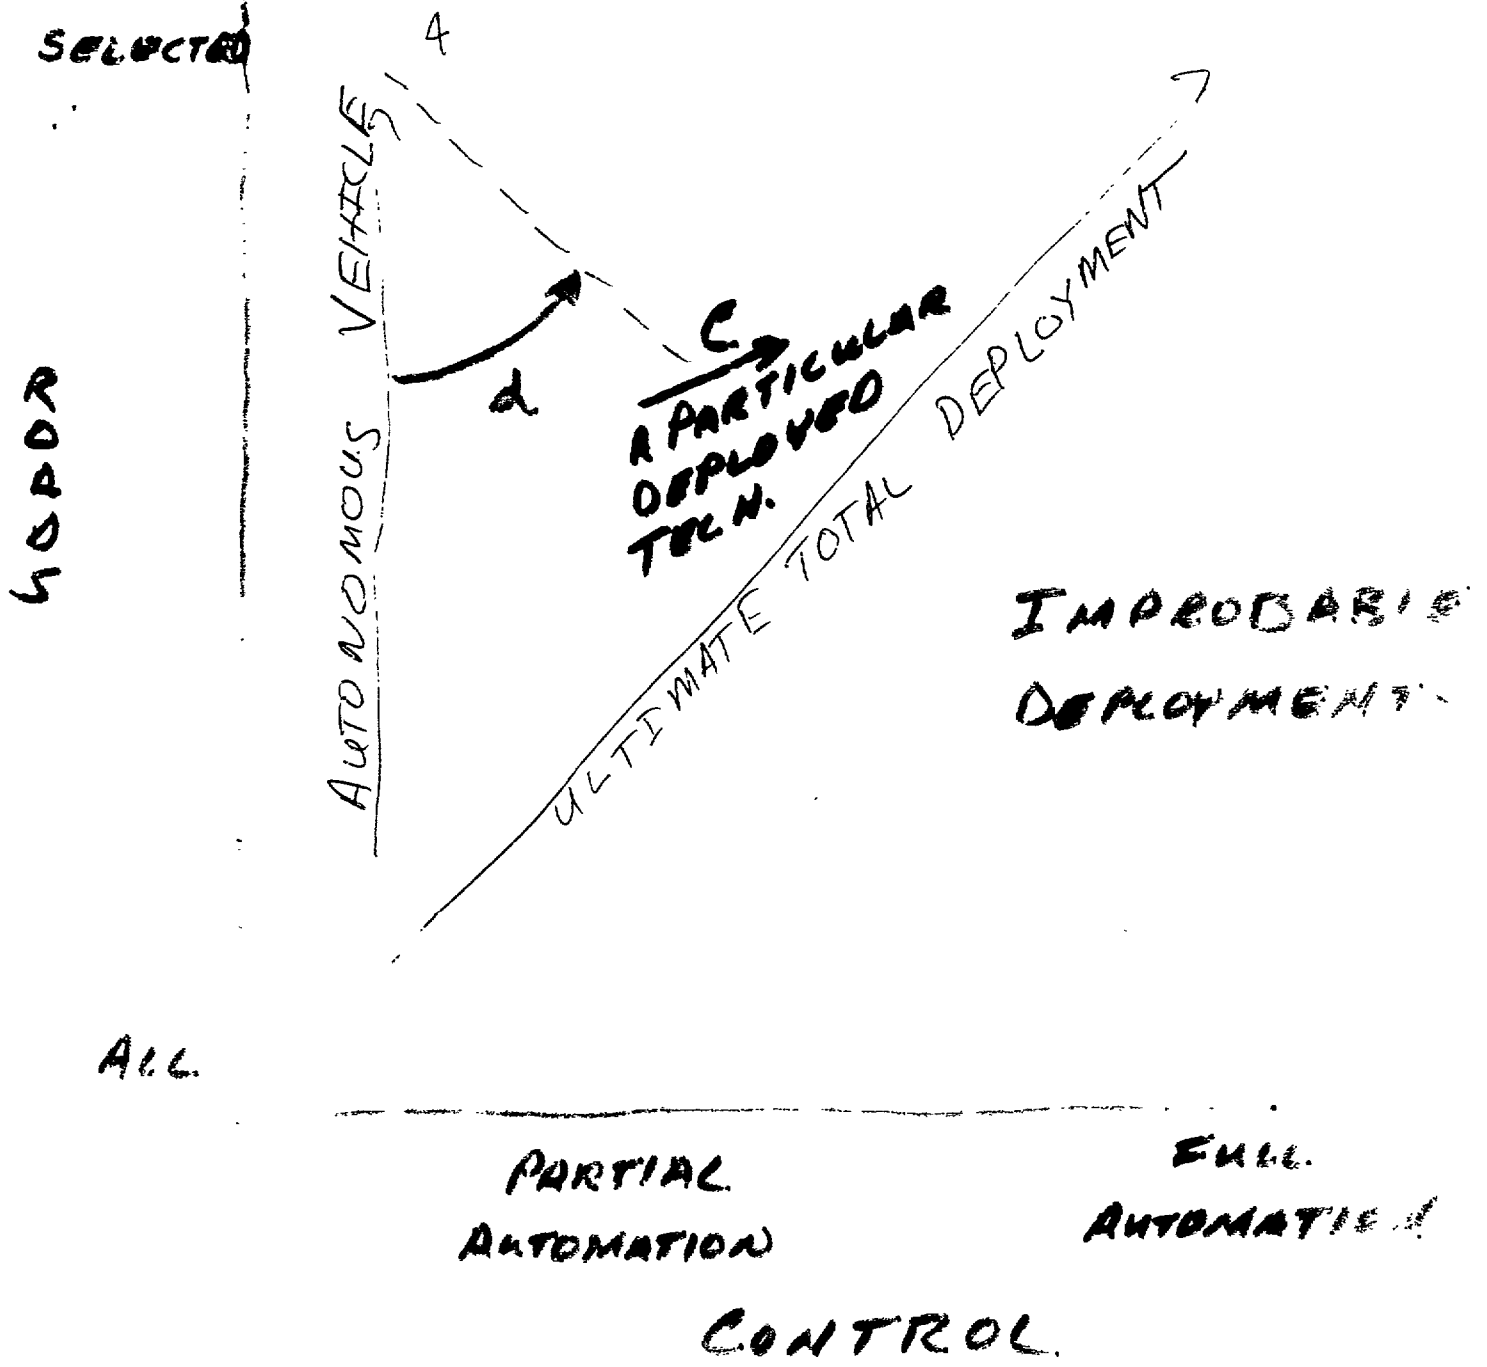 SELECTED
4
AUTONOMOUS VEHICLE
ROADS
d
C
A PARTICULAR
DEPLOYED
TECH.
ULTIMATE TOTAL DEPLOYMENT
IMPROBABLE
DEPLOYMENT
ALL
PARTIAL
AUTOMATION
FULL
AUTOMATION
CONTROL